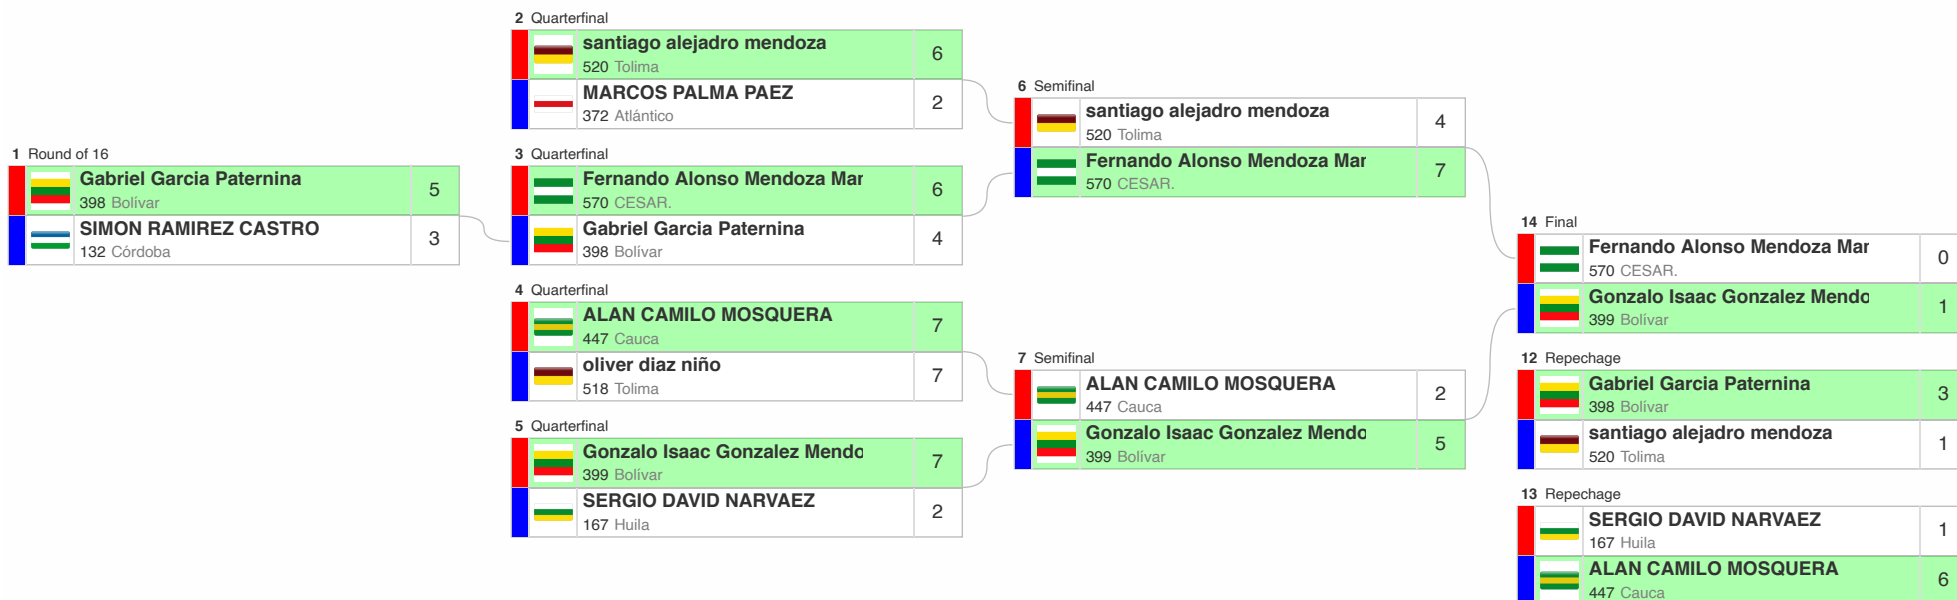 1 Round of 16
Gabriel Garcia Paternina
398 Bolívar
5
SIMON RAMIREZ CASTRO
132 Córdoba
3
2 Quarterfinal
santiago alejadro mendoza
520 Tolima
6
MARCOS PALMA PAEZ
372 Atlántico
2
3 Quarterfinal
Fernando Alonso Mendoza Mar
570 CESAR.
6
Gabriel Garcia Paternina
398 Bolívar
4
4 Quarterfinal
ALAN CAMILO MOSQUERA
447 Cauca
7
oliver diaz niño
518 Tolima
7
5 Quarterfinal
Gonzalo Isaac Gonzalez Mendo
399 Bolívar
7
SERGIO DAVID NARVAEZ
167 Huila
2
6 Semifinal
santiago alejadro mendoza
520 Tolima
4
Fernando Alonso Mendoza Mar
570 CESAR.
7
7 Semifinal
ALAN CAMILO MOSQUERA
447 Cauca
2
Gonzalo Isaac Gonzalez Mendo
399 Bolívar
5
14 Final
Fernando Alonso Mendoza Mar
570 CESAR.
0
Gonzalo Isaac Gonzalez Mendo
399 Bolívar
1
12 Repechage
Gabriel Garcia Paternina
398 Bolívar
3
santiago alejadro mendoza
520 Tolima
1
13 Repechage
SERGIO DAVID NARVAEZ
167 Huila
1
ALAN CAMILO MOSQUERA
447 Cauca
6